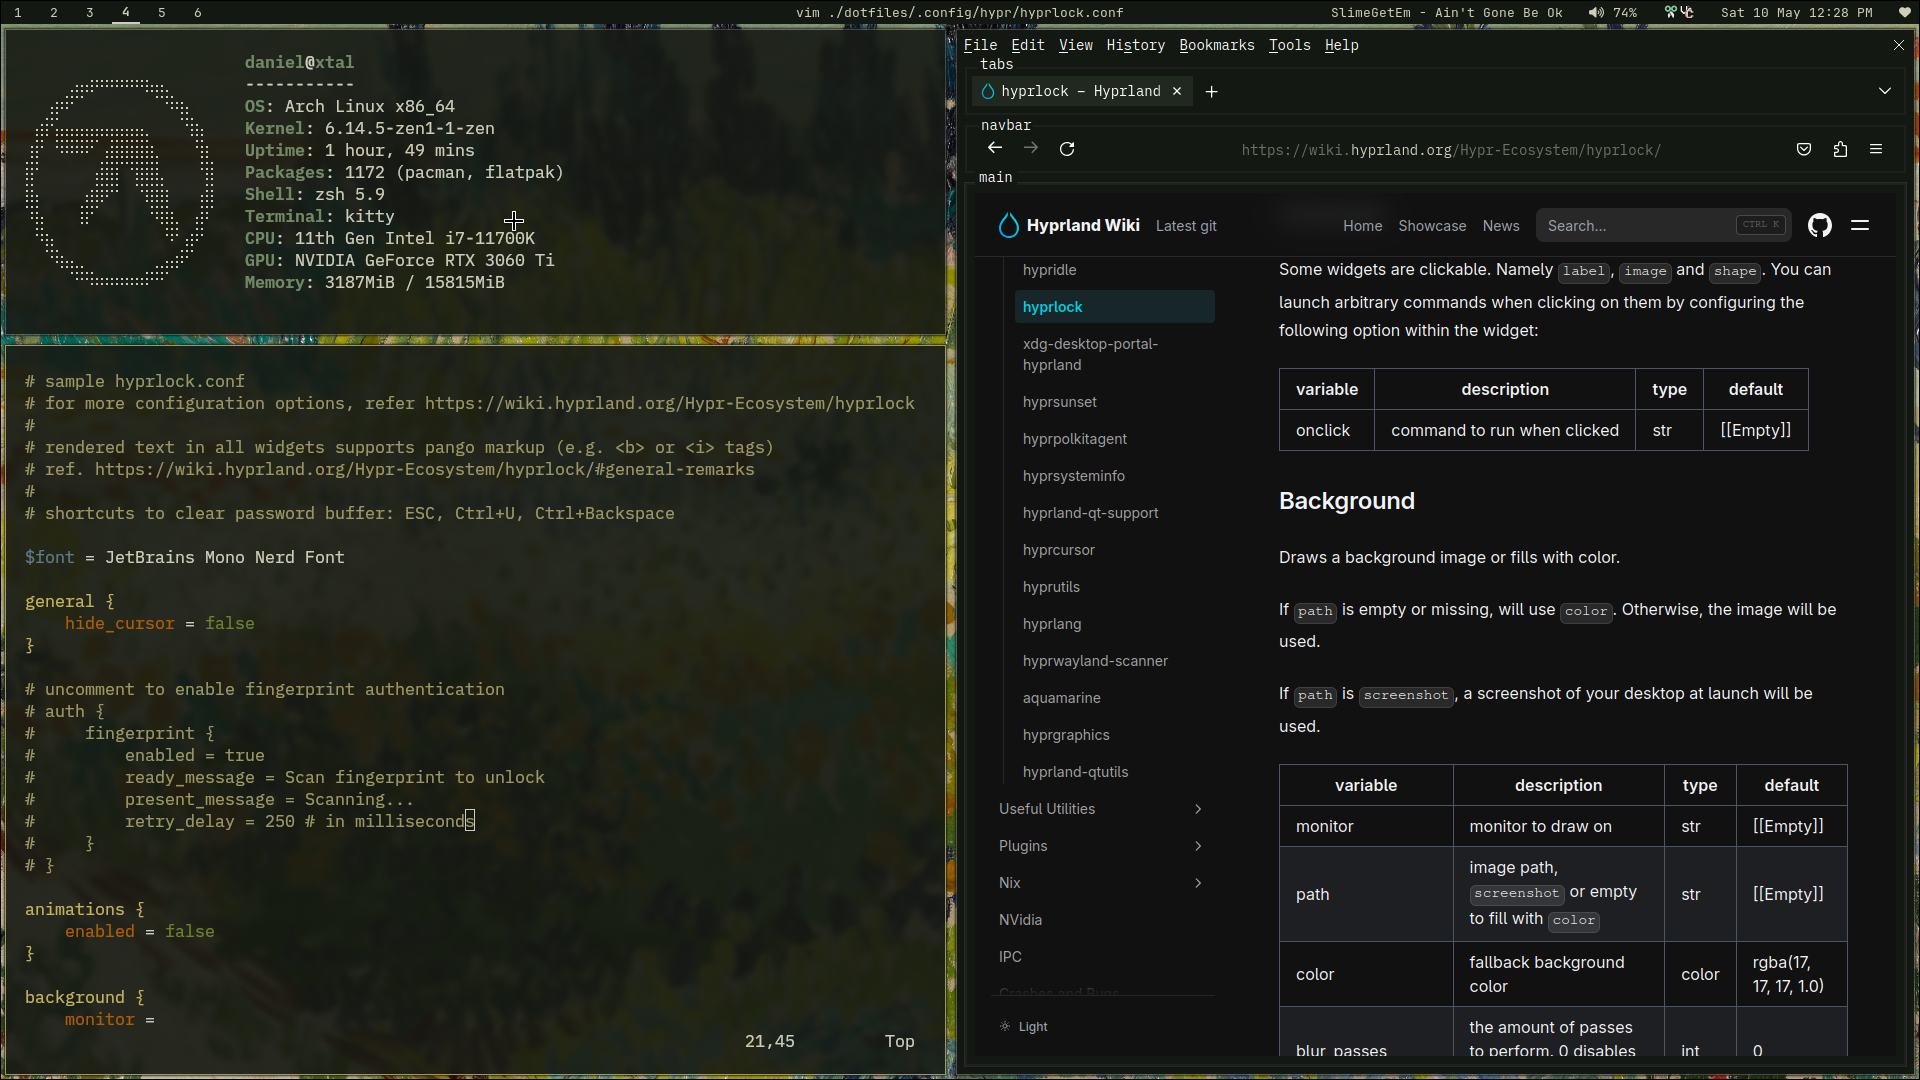 1 2 3 4 5 6 vim ./dotfiles/.config/hypr/hyprlock.conf SlimeGetEm - Ain't Gone Be Ok 74% Sat 10 May 12:28 PM
daniel@xtal
-----------
OS: Arch Linux x86_64
Kernel: 6.14.5-zen1-1-zen
Uptime: 1 hour, 49 mins
Packages: 1172 (pacman, flatpak)
Shell: zsh 5.9
Terminal: kitty
CPU: 11th Gen Intel i7-11700K
GPU: NVIDIA GeForce RTX 3060 Ti
Memory: 3187MiB / 15815MiB
# sample hyprlock.conf
# for more configuration options, refer https://wiki.hyprland.org/Hypr-Ecosystem/hyprlock
#
# rendered text in all widgets supports pango markup (e.g. <b> or <i> tags)
# ref. https://wiki.hyprland.org/Hypr-Ecosystem/hyprlock/#general-remarks
#
# shortcuts to clear password buffer: ESC, Ctrl+U, Ctrl+Backspace
$font = JetBrains Mono Nerd Font
general {
hide_cursor = false
}
# uncomment to enable fingerprint authentication
# auth {
# fingerprint {
# enabled = true
# ready_message = Scan fingerprint to unlock
# present_message = Scanning...
# retry_delay = 250 # in milliseconds
# }
# }
animations {
enabled = false
}
background {
monitor =
21,45 Top
File Edit View History Bookmarks Tools Help
tabs
hyprlock – Hyprland
navbar
https://wiki.hyprland.org/Hypr-Ecosystem/hyprlock/
main
Hyprland Wiki Latest git Home Showcase News Search... CTRL K
hypridle
hyprlock
xdg-desktop-portal-
hyprland
hyprsunset
hyprpolkitagent
hyprsysteminfo
hyprland-qt-support
hyprcursor
hyprutils
hyprlang
hyprwayland-scanner
aquamarine
hyprgraphics
hyprland-qtutils
Useful Utilities
Plugins
Nix
NVidia
IPC
Crashes and Bugs
Light
Some widgets are clickable. Namely label, image and shape. You can
launch arbitrary commands when clicking on them by configuring the
following option within the widget:
variable description type default
onclick command to run when clicked str [[Empty]]
Background
Draws a background image or fills with color.
If path is empty or missing, will use color. Otherwise, the image will be
used.
If path is screenshot, a screenshot of your desktop at launch will be
used.
variable description type default
monitor monitor to draw on str [[Empty]]
path image path, screenshot or empty to fill with color str [[Empty]]
color fallback background color color rgba(17, 17, 17, 1.0)
blur_passes the amount of passes to perform. 0 disables int 0